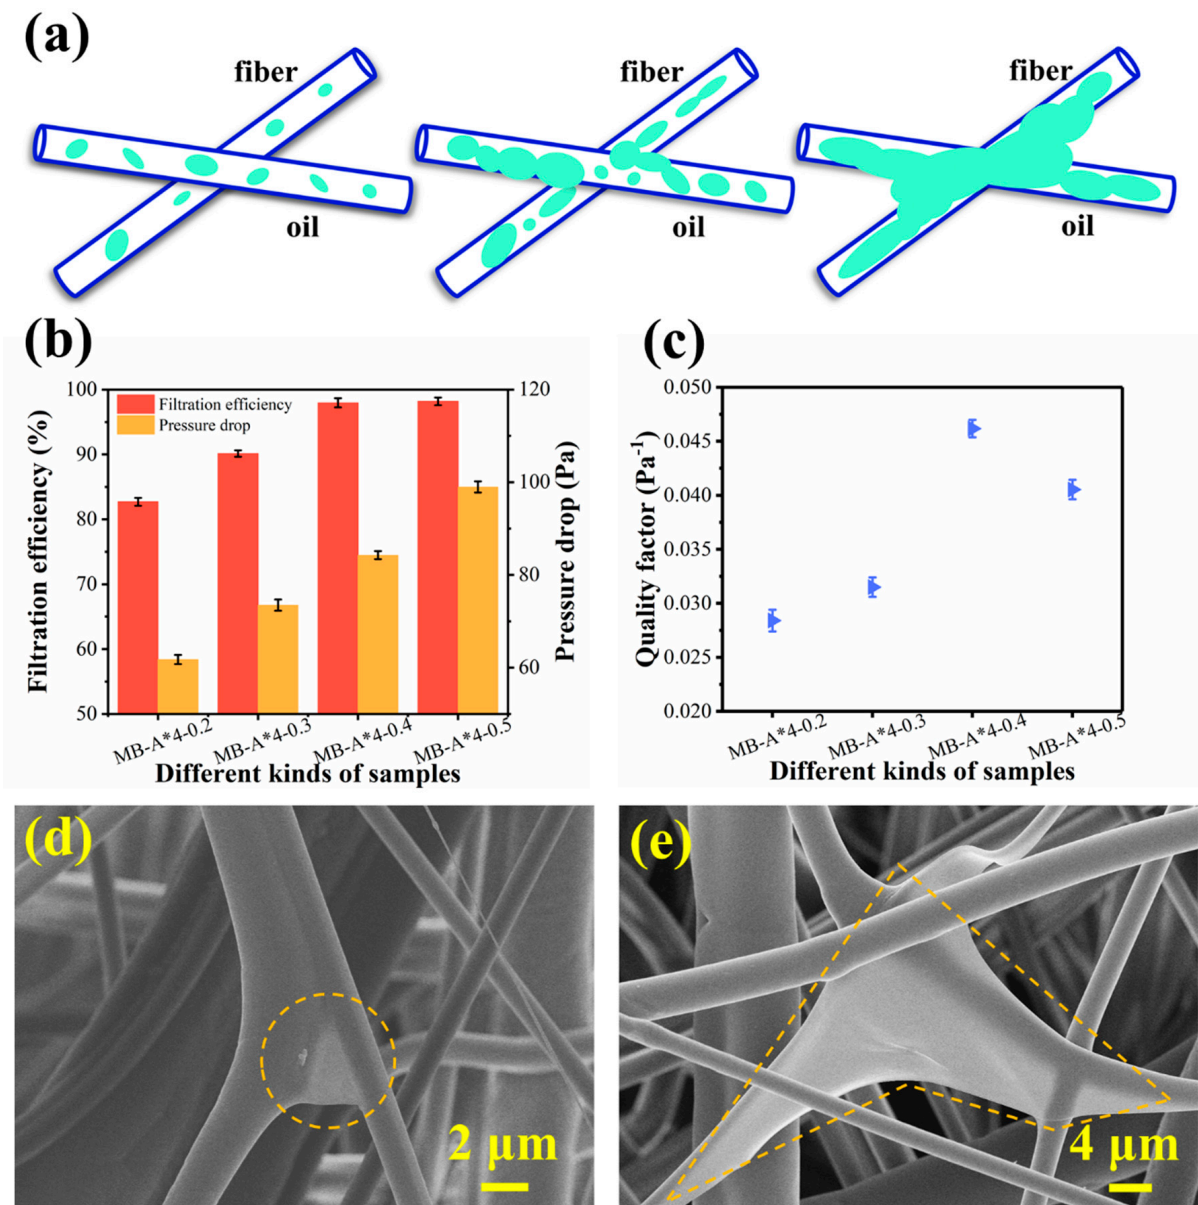 (a)
fiber
fiber
fiber
oil
oil
oil
(b)
100
90
80
70
60
50
Filtration efficiency (%)
Filtration efficiency
Pressure drop
120
100
80
60
Pressure drop (Pa)
MB-A*4-0.2
MB-A*4-0.3
MB-A*4-0.4
MB-A*4-0.5
Different kinds of samples
(c)
0.050
0.045
0.040
0.035
0.030
0.025
0.020
Quality factor (Pa-1)
MB-A*4-0.2
MB-A*4-0.3
MB-A*4-0.4
MB-A*4-0.5
Different kinds of samples
(d)
2 μm
(e)
4 μm